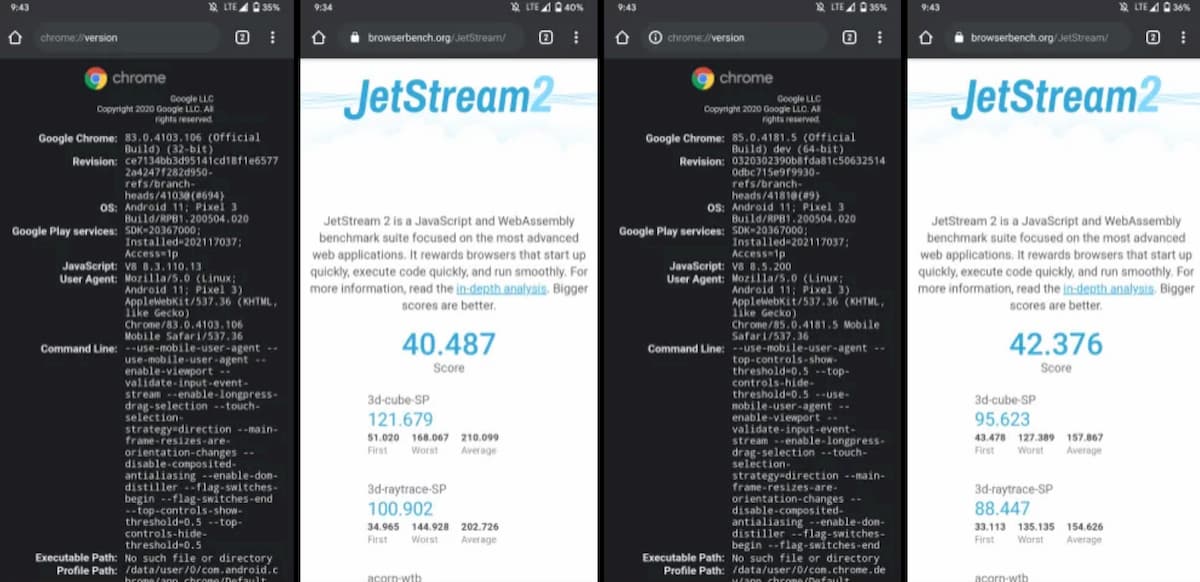 9:43
LTE
35%
chrome://version
2
chrome
Google LLC
Copyright 2020 Google LLC. All
rights reserved.
Google Chrome: 83.0.4103.106 (Official
Build) (32-bit)
Revision: ce7134bb3d95141cd18f1e6577
2a4247f282d950-
refs/branch-
heads/4103@{#694}
OS: Android 11; Pixel 3
Build/RPB1.200504.020
Google Play services: SDK=20367000;
Installed=202117037;
Access=1p
JavaScript: V8 8.3.110.13
User Agent: Mozilla/5.0 (Linux;
Android 11; Pixel 3)
AppleWebKit/537.36 (KHTML,
like Gecko)
Chrome/83.0.4103.106
Mobile Safari/537.36
Command Line: --use-mobile-user-agent --
use-mobile-user-agent --
enable-viewport --
validate-input-event-
stream --enable-longpress-
drag-selection --touch-
selection-
strategy=direction --main-
frame-resizes-are-
orientation-changes --
disable-composited-
antialiasing --enable-dom-
distiller --flag-switches-
begin --flag-switches-end
--top-controls-show-
threshold=0.5 --top-
controls-hide-
threshold=0.5
Executable Path: No such file or directory
Profile Path: /data/user/0/com.android.c
hrome/app_chrome/Default
9:34
LTE
40%
browserbench.org/JetStream/
2
JetStream2
JetStream 2 is a JavaScript and WebAssembly
benchmark suite focused on the most advanced
web applications. It rewards browsers that start up
quickly, execute code quickly, and run smoothly. For
more information, read the in-depth analysis. Bigger
scores are better.
40.487
Score
3d-cube-SP
121.679
51.020 168.067 210.099
First Worst Average
3d-raytrace-SP
100.902
34.965 144.928 202.726
First Worst Average
acorn-wtb
9:43
LTE
35%
chrome://version
2
chrome
Google LLC
Copyright 2020 Google LLC. All
rights reserved.
Google Chrome: 85.0.4181.5 (Official
Build) dev (64-bit)
Revision: 0320302390b8fda81c50632514
0dbc715e9f9930-
refs/branch-
heads/4181@{#9}
OS: Android 11; Pixel 3
Build/RPB1.200504.020
Google Play services: SDK=20367000;
Installed=202117037;
Access=1p
JavaScript: V8 8.5.200
User Agent: Mozilla/5.0 (Linux;
Android 11; Pixel 3)
AppleWebKit/537.36 (KHTML,
like Gecko)
Chrome/85.0.4181.5 Mobile
Safari/537.36
Command Line: --use-mobile-user-agent --
top-controls-show-
threshold=0.5 --top-
controls-hide-
threshold=0.5 --use-
mobile-user-agent --
enable-viewport --
validate-input-event-
stream --enable-longpress-
drag-selection --touch-
selection-
strategy=direction --main-
frame-resizes-are-
orientation-changes --
disable-composited-
antialiasing --enable-dom-
distiller --flag-switches-
begin --flag-switches-end
Executable Path: No such file or directory
Profile Path: /data/user/0/com.chrome.de
v/app_chrome/Default
9:43
LTE
36%
browserbench.org/JetStream/
2
JetStream2
JetStream 2 is a JavaScript and WebAssembly
benchmark suite focused on the most advanced
web applications. It rewards browsers that start up
quickly, execute code quickly, and run smoothly. For
more information, read the in-depth analysis. Bigger
scores are better.
42.376
Score
3d-cube-SP
95.623
43.478 127.389 157.867
First Worst Average
3d-raytrace-SP
88.447
33.113 135.135 154.626
First Worst Average
acorn-wtb